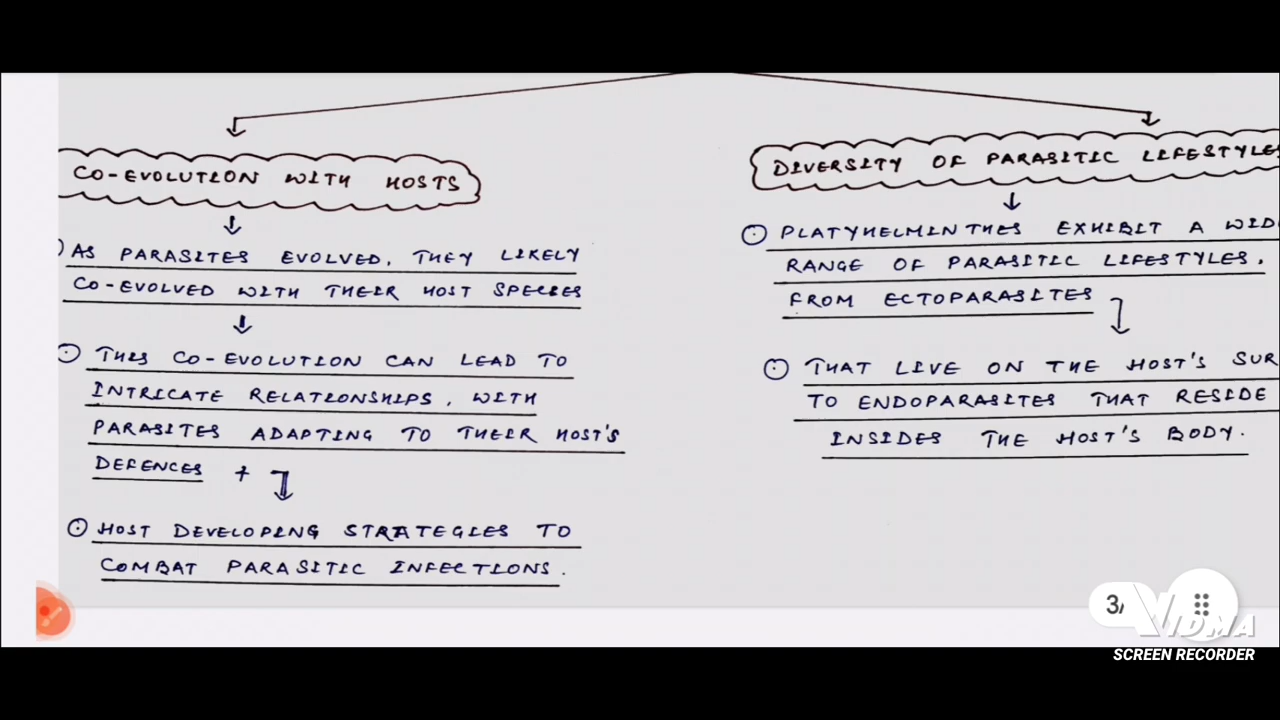 CO-EVOLUTION WITH HOSTS
AS PARASITES EVOLVED, THEY LIKELY
CO-EVOLVED WITH THEIR HOST SPECIES
THIS CO-EVOLUTION CAN LEAD TO
INTRICATE RELATIONSHIPS, WITH
PARASITES ADAPTING TO THEIR HOST'S
DEFENCES +
HOST DEVELOPING STRATEGIES TO
COMBAT PARASITIC INFECTIONS.
DIVERSITY OF PARASITIC LIFESTYLES
PLATYHELMINTHES EXHIBIT A WID
RANGE OF PARASITIC LIFESTYLES,
FROM ECTOPARASITES
THAT LIVE ON THE HOST'S SUR
TO ENDOPARASITES THAT RESIDE
INSIDES THE HOST'S BODY.
3/
VIDMA
SCREEN RECORDER